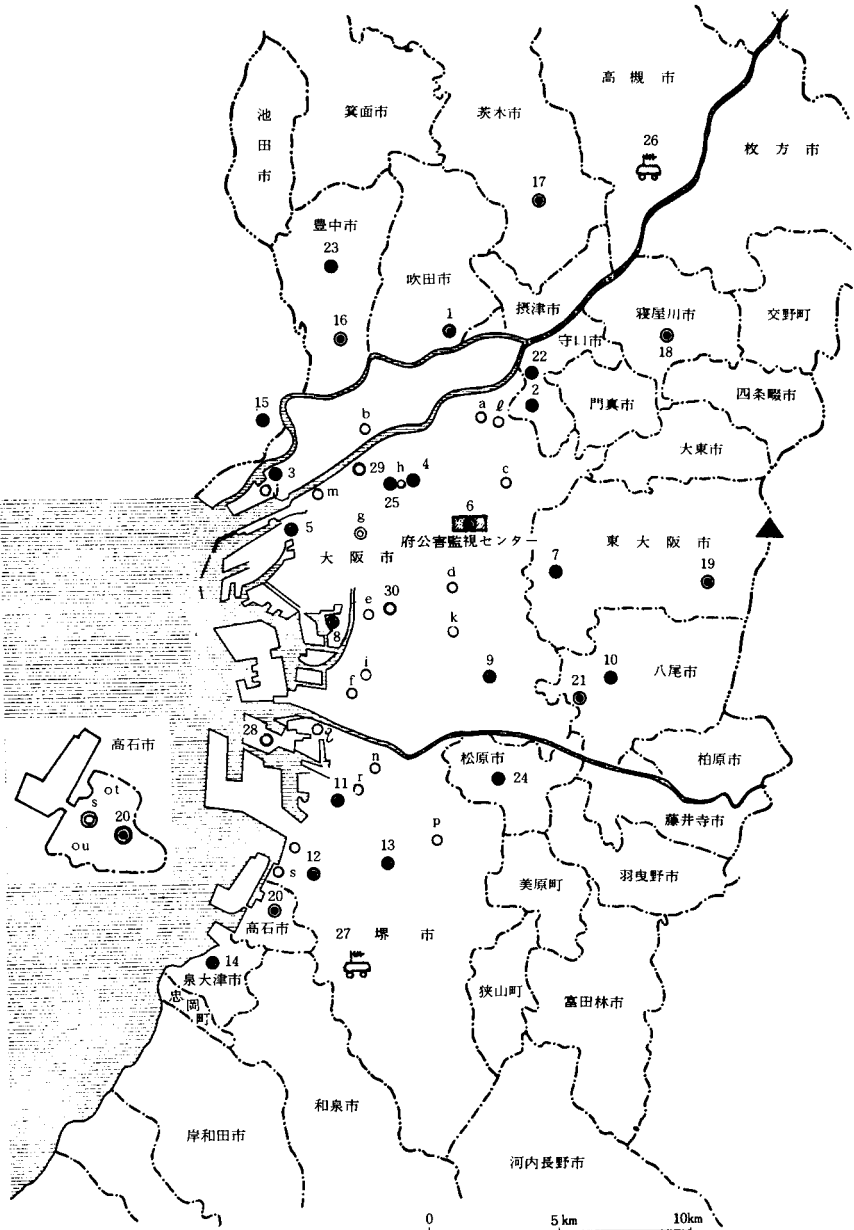 高槻市
茨木市
箕面市
池田市
26
枚方市
17
豊中市
23
吹田市
摂津市
寝屋川市
交野町
1
16
守口市
18
22
四条畷市
2
門真市
15
b
a
ℓ
大東市
3
29
h
4
c
j
m
25
6
g
5
府公害監視センター
大阪市
東大阪市
7
19
d
30
e
k
8
9
10
八尾市
i
21
f
高石市
28
ℓ
柏原市
n
松原市
24
t
r
11
s
20
藤井寺市
u
p
12
13
羽曳野市
s
美原町
20
高石市
27
堺市
14
泉大津市
狭山町
富田林市
忠岡町
和泉市
岸和田市
河内長野市
0
5km
10km